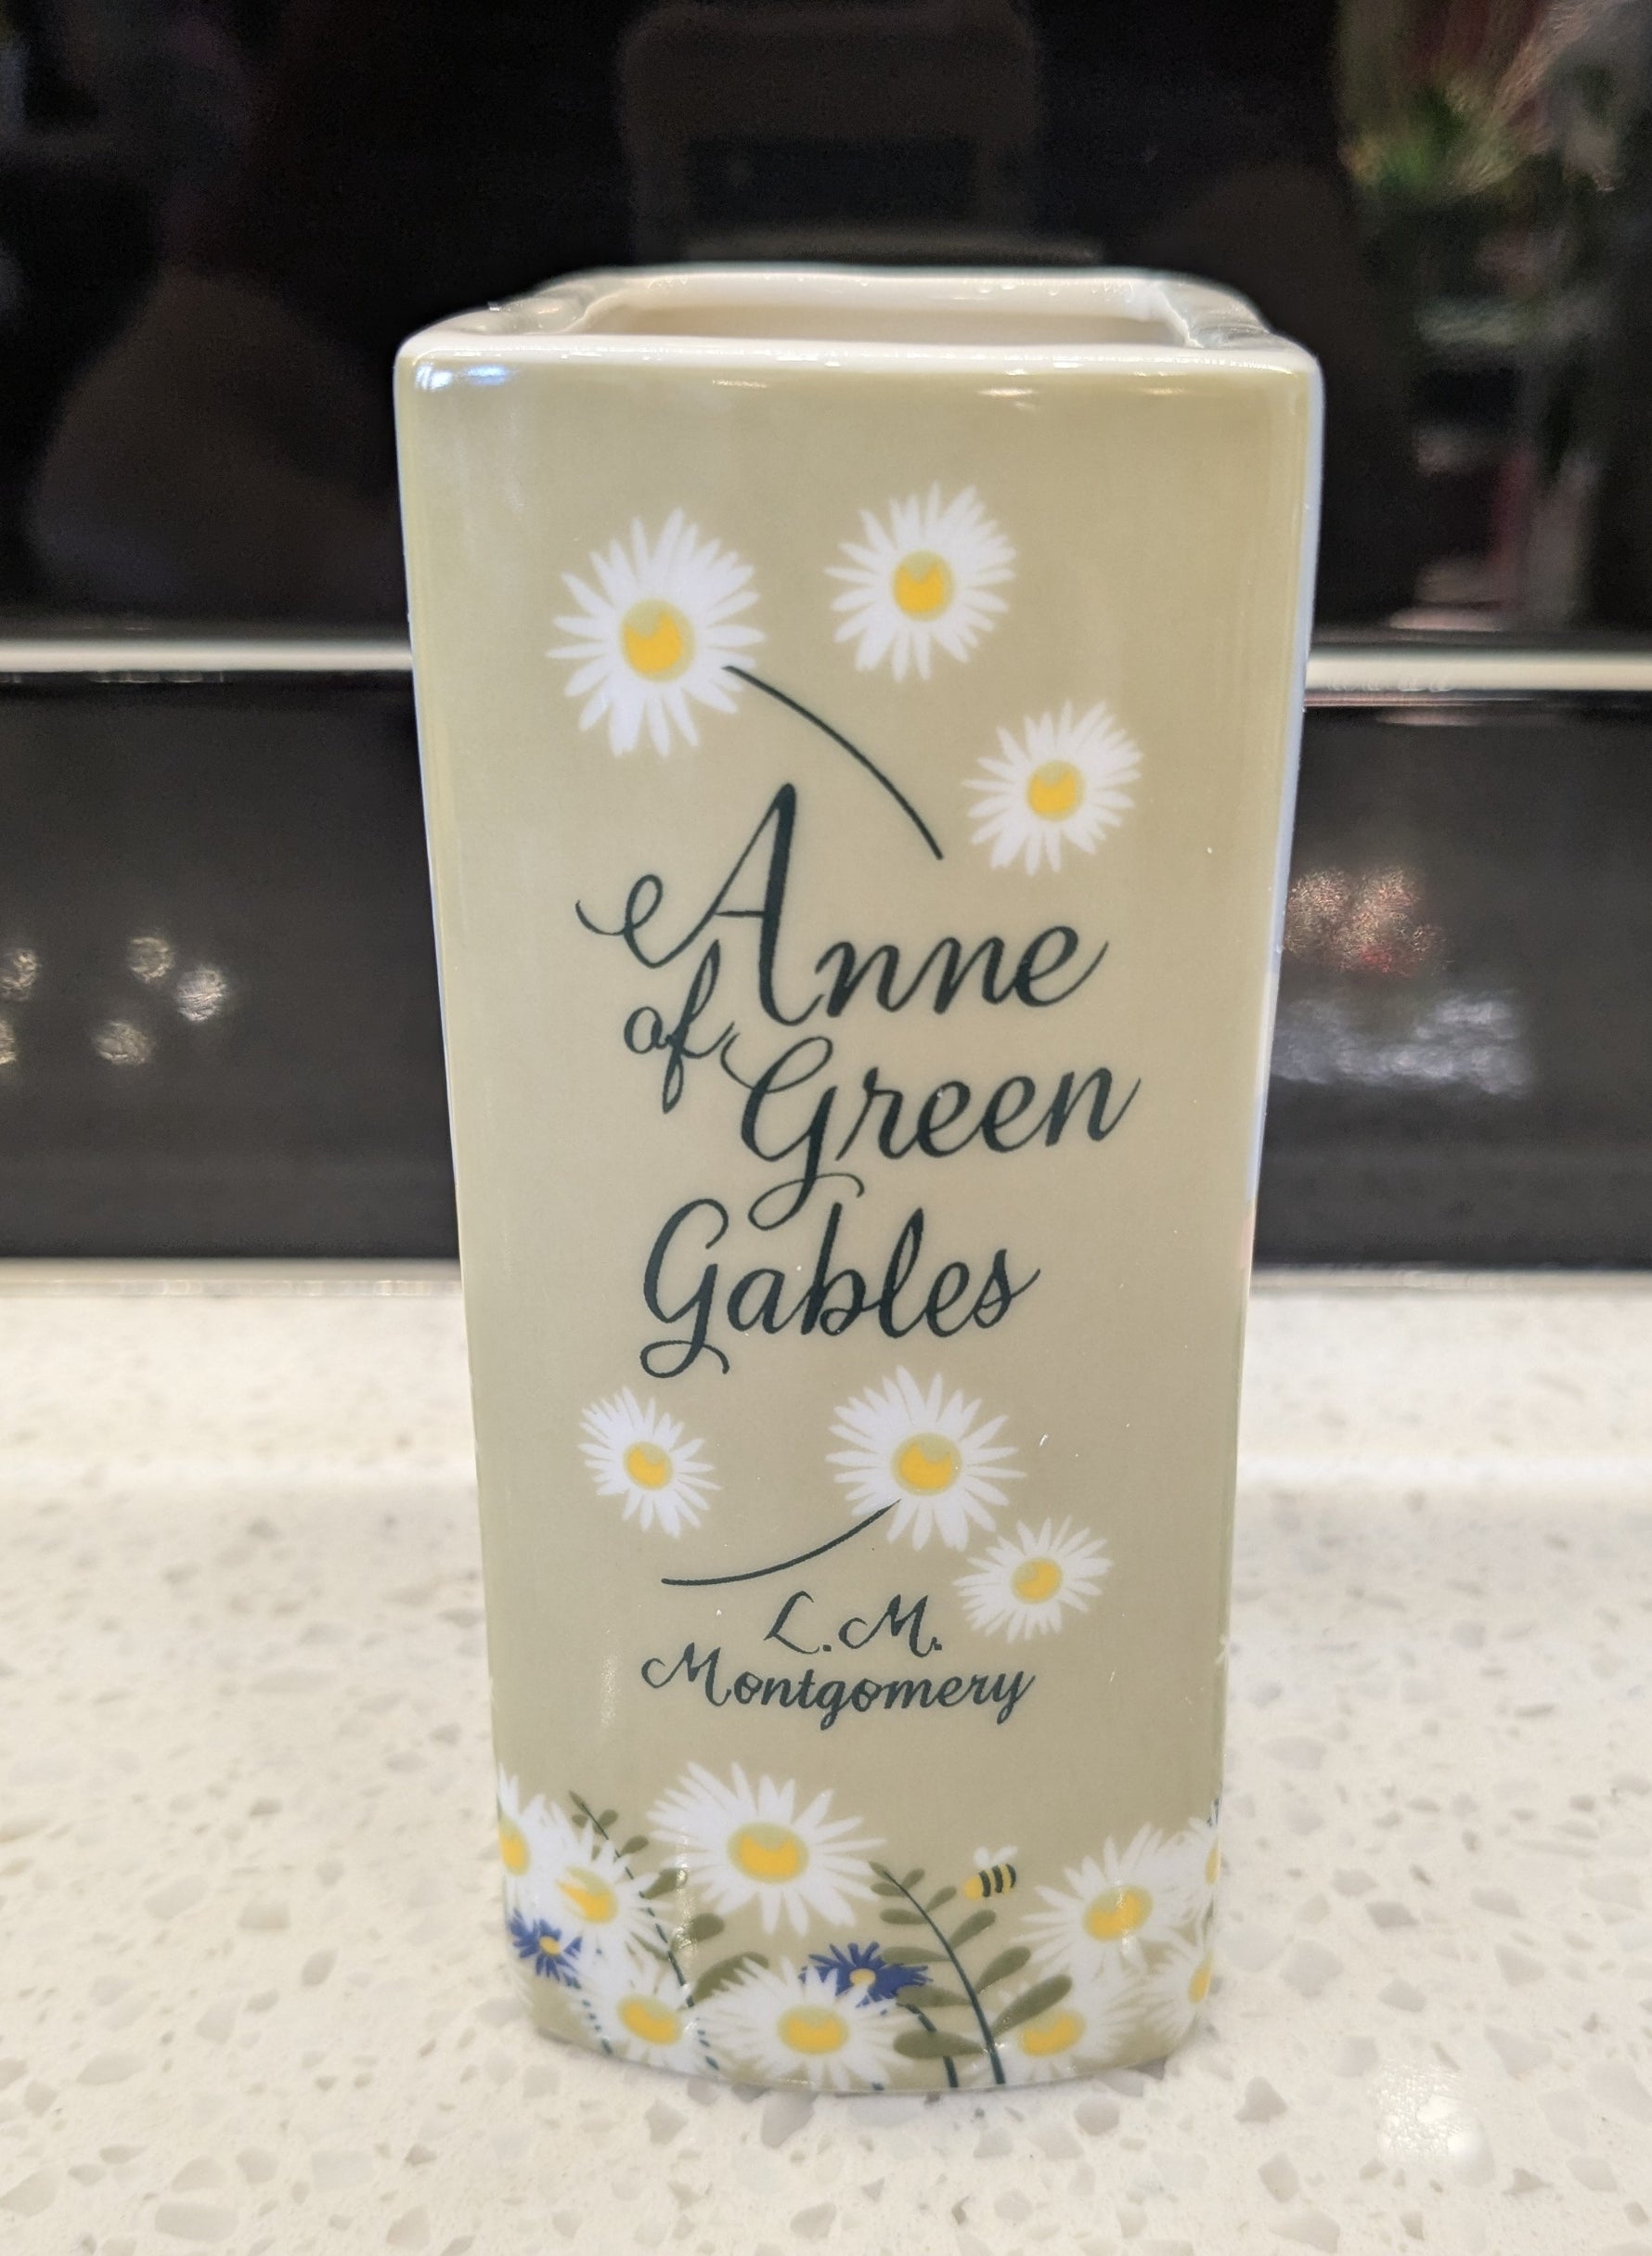 Anne
of Green
Gables
L.M.
Montgomery